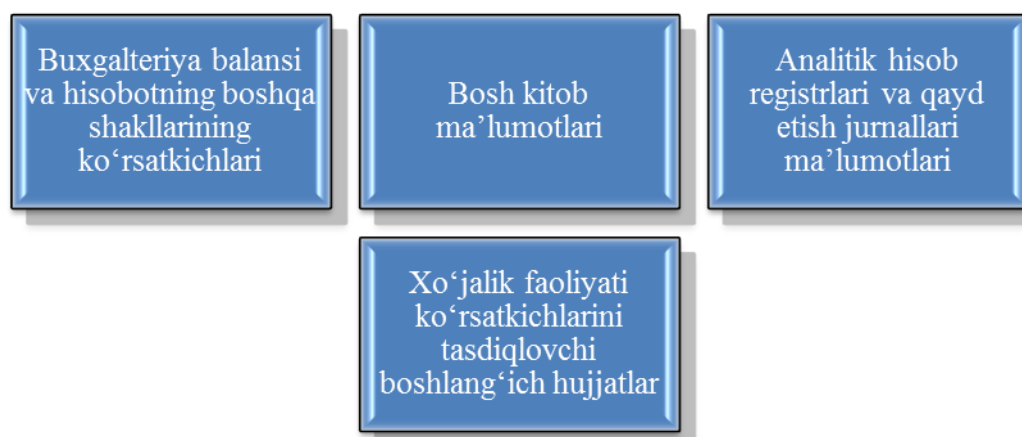 Buxgalteriya balansi
va hisobotning boshqa
shakllarining
ko‘rsatkichlari
Bosh kitob
ma’lumotlari
Analitik hisob
registrlari va qayd
etish jurnallari
ma’lumotlari
Xo‘jalik faoliyati
ko‘rsatkichlarini
tasdiqlovchi
boshlang‘ich hujjatlar